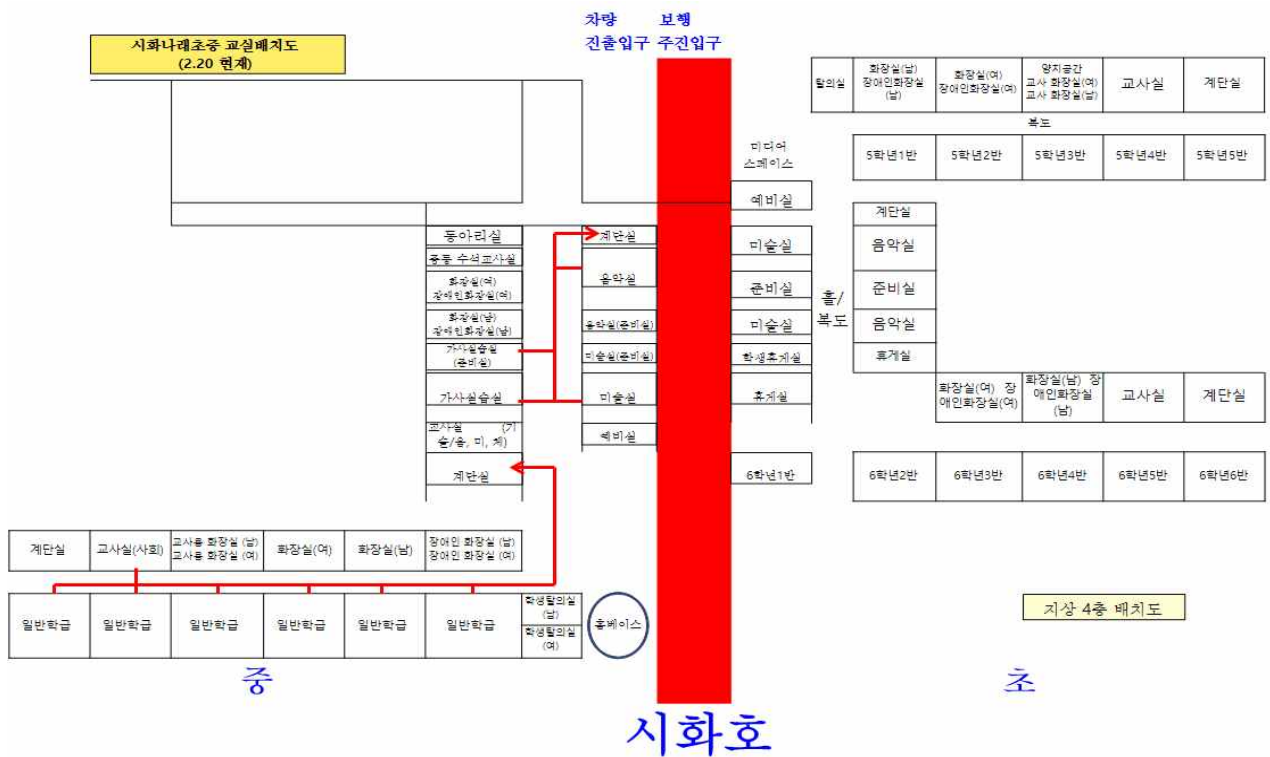 차량 보행
진출입구 주진입구
시화나래초중 교실배치도
(2.20 현재)
탈의실
화장실(남)
장애인화장실
(남)
화장실(여)
장애인화장실(여)
양치공간
교사 화장실(여)
교사 화장실(남)
교사실
계단실
복도
5학년1반
5학년2반
5학년3반
5학년4반
5학년5반
미디어
스페이스
예비실
동아리실
중등 수석교사실
화장실(여)
장애인화장실(여)
화장실(남)
장애인화장실(남)
가사실습실
(준비실)
가사실습실
교사실 (기
술/음, 미, 체)
계단실
계단실
음악실
음악실(준비실)
미술실(준비실)
미술실
예비실
미술실
준비실
미술실
학생휴게실
휴게실
6학년1반
홀/
복도
계단실
음악실
준비실
음악실
휴게실
화장실(여) 장
애인화장실(여)
화장실(남) 장
애인화장실
(남)
교사실
계단실
6학년2반
6학년3반
6학년4반
6학년5반
6학년6반
계단실
교사실(사회)
교사용 화장실 (남)
교사용 화장실 (여)
화장실(여)
화장실(남)
장애인 화장실 (남)
장애인 화장실 (여)
일반학급
일반학급
일반학급
일반학급
일반학급
일반학급
학생탈의실
(남)
학생탈의실
(여)
홈베이스
지상 4층 배치도
중
초
시화호